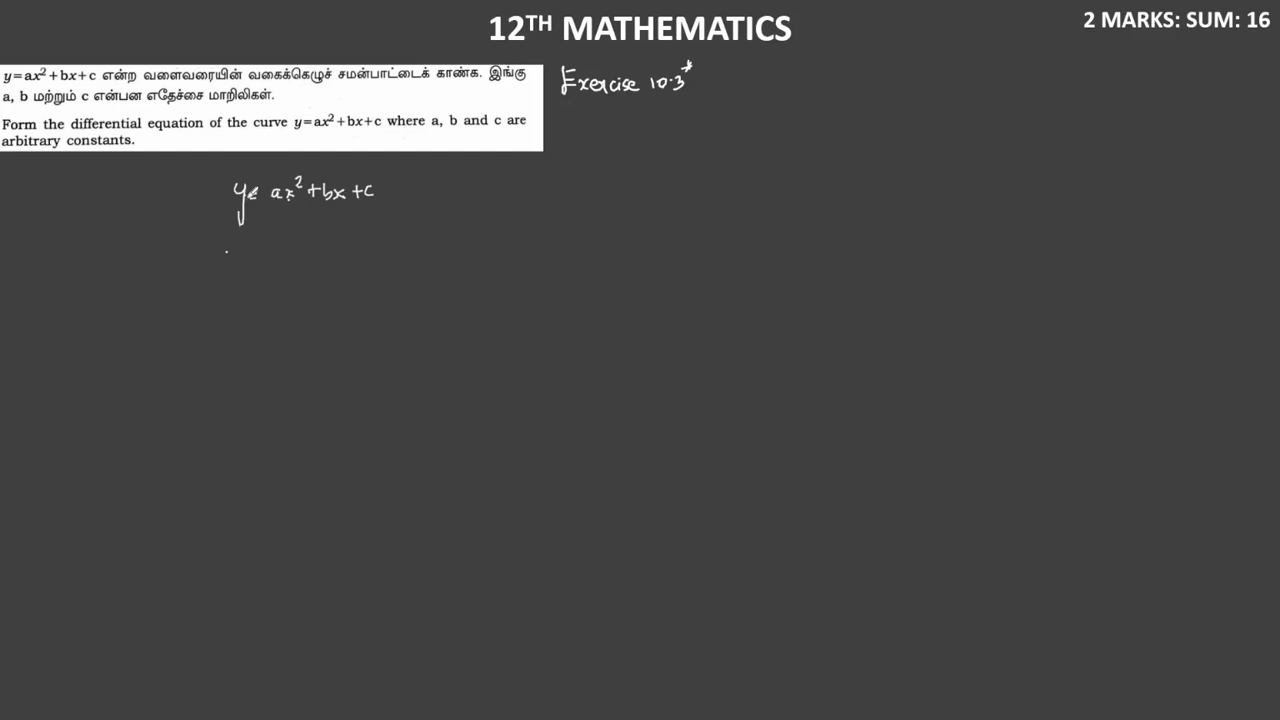 12TH MATHEMATICS
2 MARKS: SUM: 16
y=ax²+bx+c என்ற வளைவரையின் வகைக்கெழுச் சமன்பாட்டைக் காண்க. இங்கு
a, b மற்றும் c என்பன எதேச்சை மாறிலிகள்.
Form the differential equation of the curve y=ax²+bx+c where a, b and c are
arbitrary constants.
Exercise 10.3*
y= ax²+bx+c